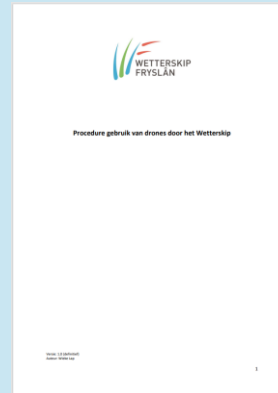 WETTERSKIP
FRYSLÂN
Procedure gebruik van drones door het Wetterskip
1